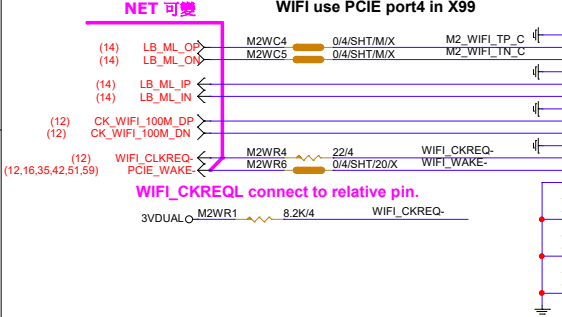 NET 可變 WIFI use PCIE port4 in X99
(14) LB_ML_OP M2WC4 0/4/SHT/M/X M2_WIFI_TP_C
(14) LB_ML_ON M2WC5 0/4/SHT/M/X M2_WIFI_TN_C
(14) LB_ML_IP
(14) LB_ML_IN
(12) CK_WIFI_100M_DP
(12) CK_WIFI_100M_DN
(12) WIFI_CLKREQ- M2WR4 22/4 WIFI_CKREQ-
(12,16,35,42,51,59) PCIE_WAKE- M2WR6 0/4/SHT/20/X WIFI_WAKE-
WIFI_CKREQL connect to relative pin.
3VDUAL M2WR1 8.2K/4 WIFI_CKREQ-